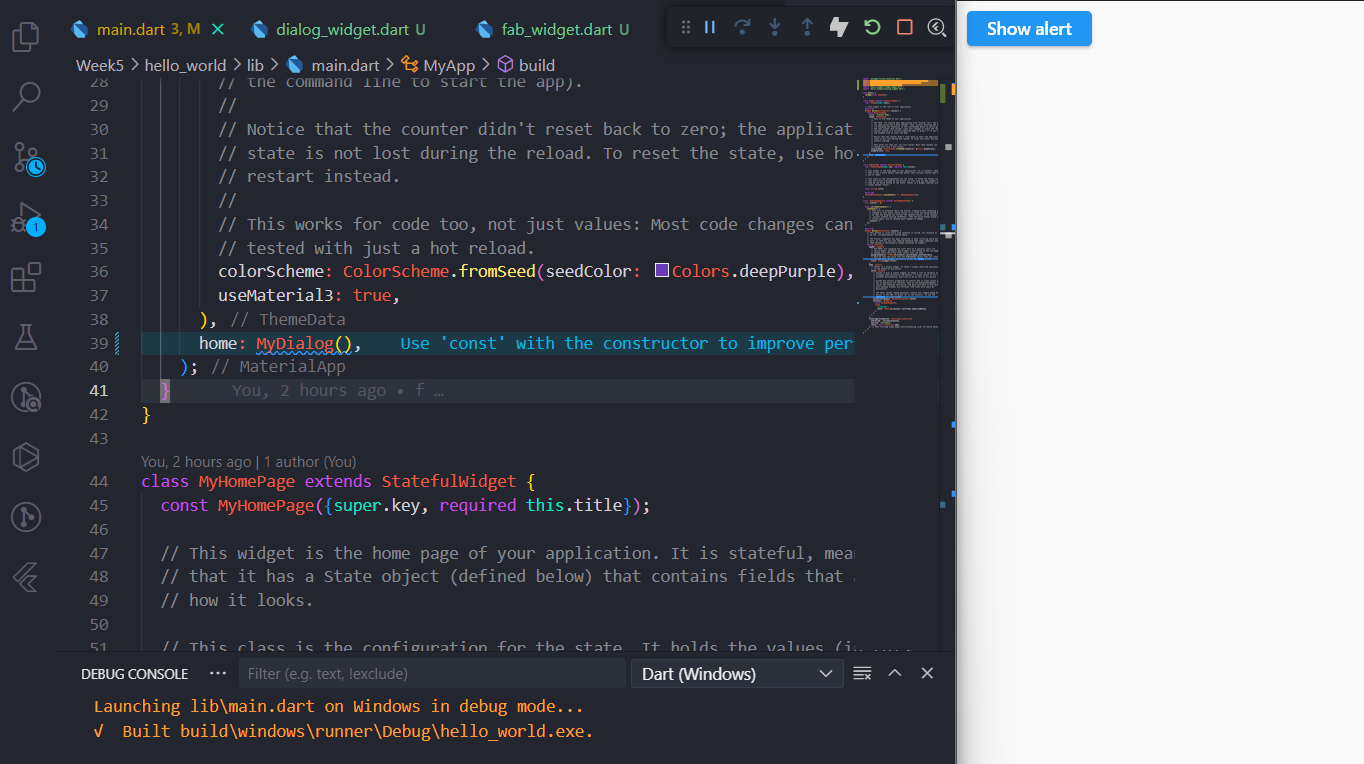 main.dart 3, M
dialog_widget.dart U
fab_widget.dart U
Show alert
Week5 > hello_world > lib > main.dart > MyApp > build
28 // the command line to start the app).
29 //
30 // Notice that the counter didn't reset back to zero; the applicat
31 // state is not lost during the reload. To reset the state, use ho
32 // restart instead.
33 //
34 // This works for code too, not just values: Most code changes can
35 // tested with just a hot reload.
36 colorScheme: ColorScheme.fromSeed(seedColor: Colors.deepPurple),
37 useMaterial3: true,
38 ), // ThemeData
39 home: MyDialog(), Use 'const' with the constructor to improve per
40 ); // MaterialApp
41 } You, 2 hours ago • f …
42 }
43
You, 2 hours ago | 1 author (You)
44 class MyHomePage extends StatefulWidget {
45 const MyHomePage({super.key, required this.title});
46
47 // This widget is the home page of your application. It is stateful, mean
48 // that it has a State object (defined below) that contains fields that
49 // how it looks.
50
51 // This class is the configuration for the state. It holds the values
1
DEBUG CONSOLE ...
Filter (e.g. text, !exclude)
Dart (Windows)
Launching lib\main.dart on Windows in debug mode...
√ Built build\windows\runner\Debug\hello_world.exe.